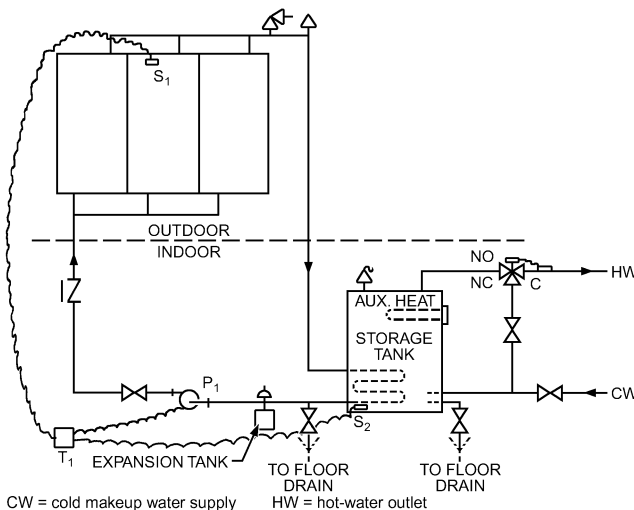 S1
OUTDOOR
INDOOR
NO
HW
NC
C
AUX. HEAT
STORAGE
TANK
P1
CW
S2
T1
EXPANSION TANK
TO FLOOR
DRAIN
TO FLOOR
DRAIN
CW = cold makeup water supply
HW = hot-water outlet